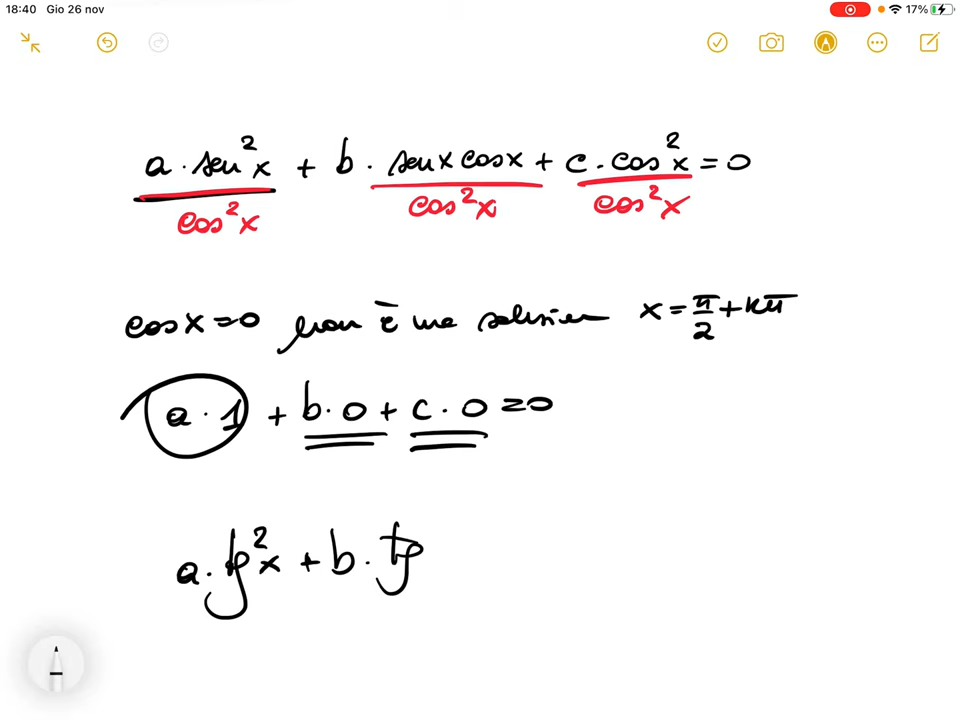 18:40 Gio 26 nov 17%
a · sen²x + b · senx cosx + c · cos²x = 0
cos²x cos²x cos²x
cosx = 0 non è una soluzione x = π/2 + kπ
a · 1 + b · 0 + c · 0 = 0
a · tg²x + b · tg